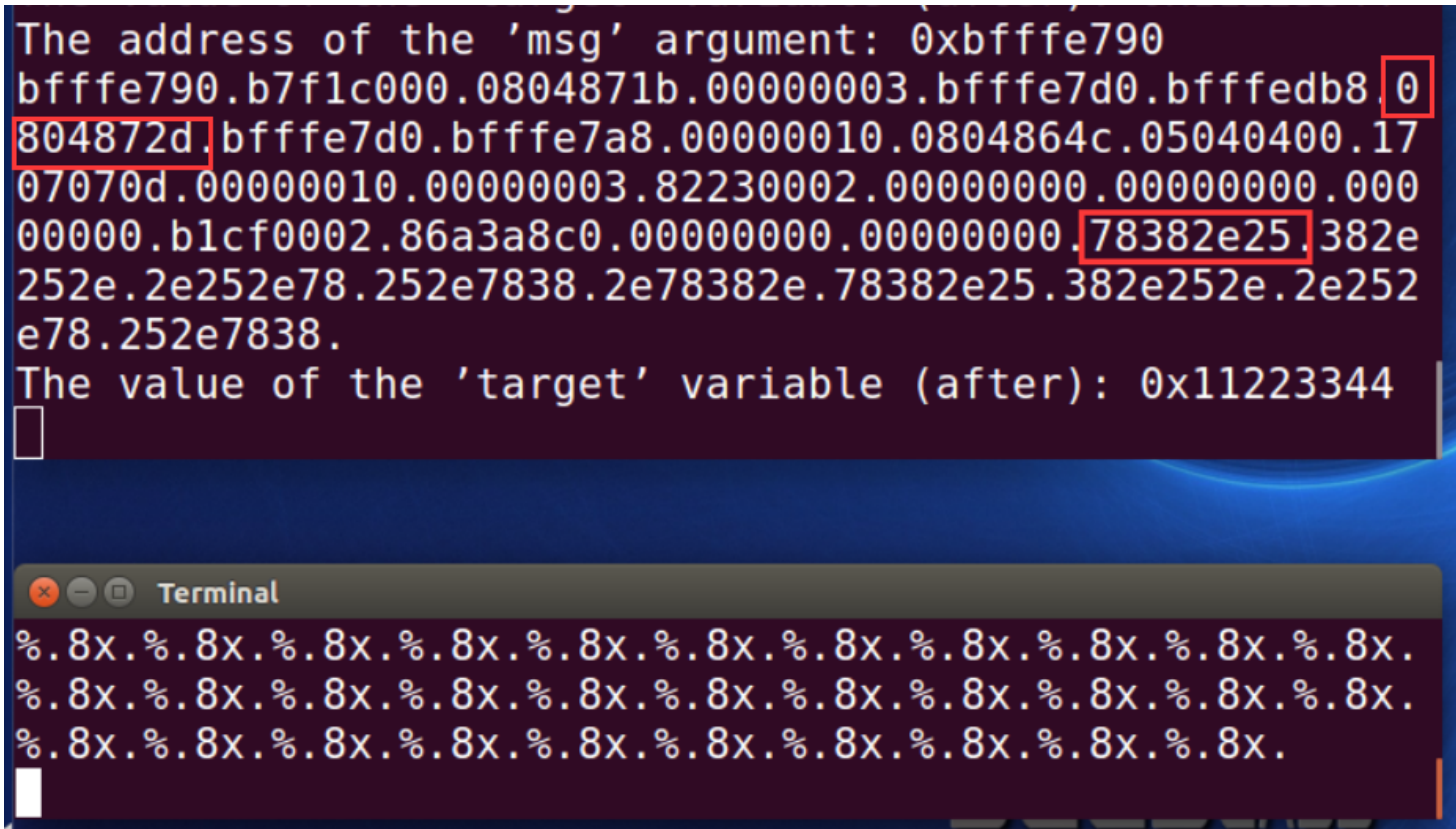 The address of the ’msg’ argument: 0xbfffe790
bfffe790.b7f1c000.0804871b.00000003.bfffe7d0.bfffedb8.0
804872d.bfffe7d0.bfffe7a8.00000010.0804864c.05040400.17
07070d.00000010.00000003.82230002.00000000.00000000.000
00000.b1cf0002.86a3a8c0.00000000.00000000.78382e25.382e
252e.2e252e78.252e7838.2e78382e.78382e25.382e252e.2e252
e78.252e7838.
The value of the ’target’ variable (after): 0x11223344
Terminal
%.8x.%.8x.%.8x.%.8x.%.8x.%.8x.%.8x.%.8x.%.8x.%.8x.%.8x.
%.8x.%.8x.%.8x.%.8x.%.8x.%.8x.%.8x.%.8x.%.8x.%.8x.%.8x.
%.8x.%.8x.%.8x.%.8x.%.8x.%.8x.%.8x.%.8x.%.8x.%.8x.